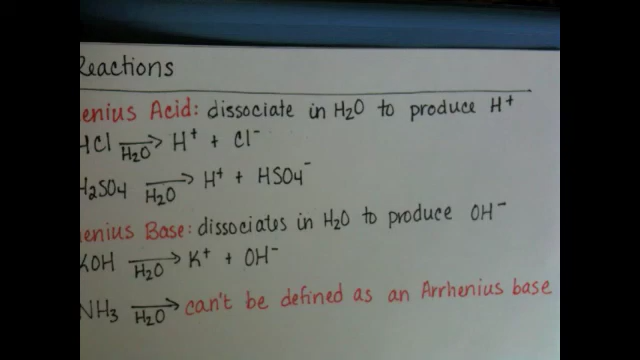 Reactions
enius Acid: dissociate in H2O to produce H+
HCl →H2O H+ + Cl-
H2SO4 →H2O H+ + HSO4-
enius Base: dissociates in H2O to produce OH-
KOH →H2O K+ + OH-
NH3 →H2O can't be defined as an Arrhenius base